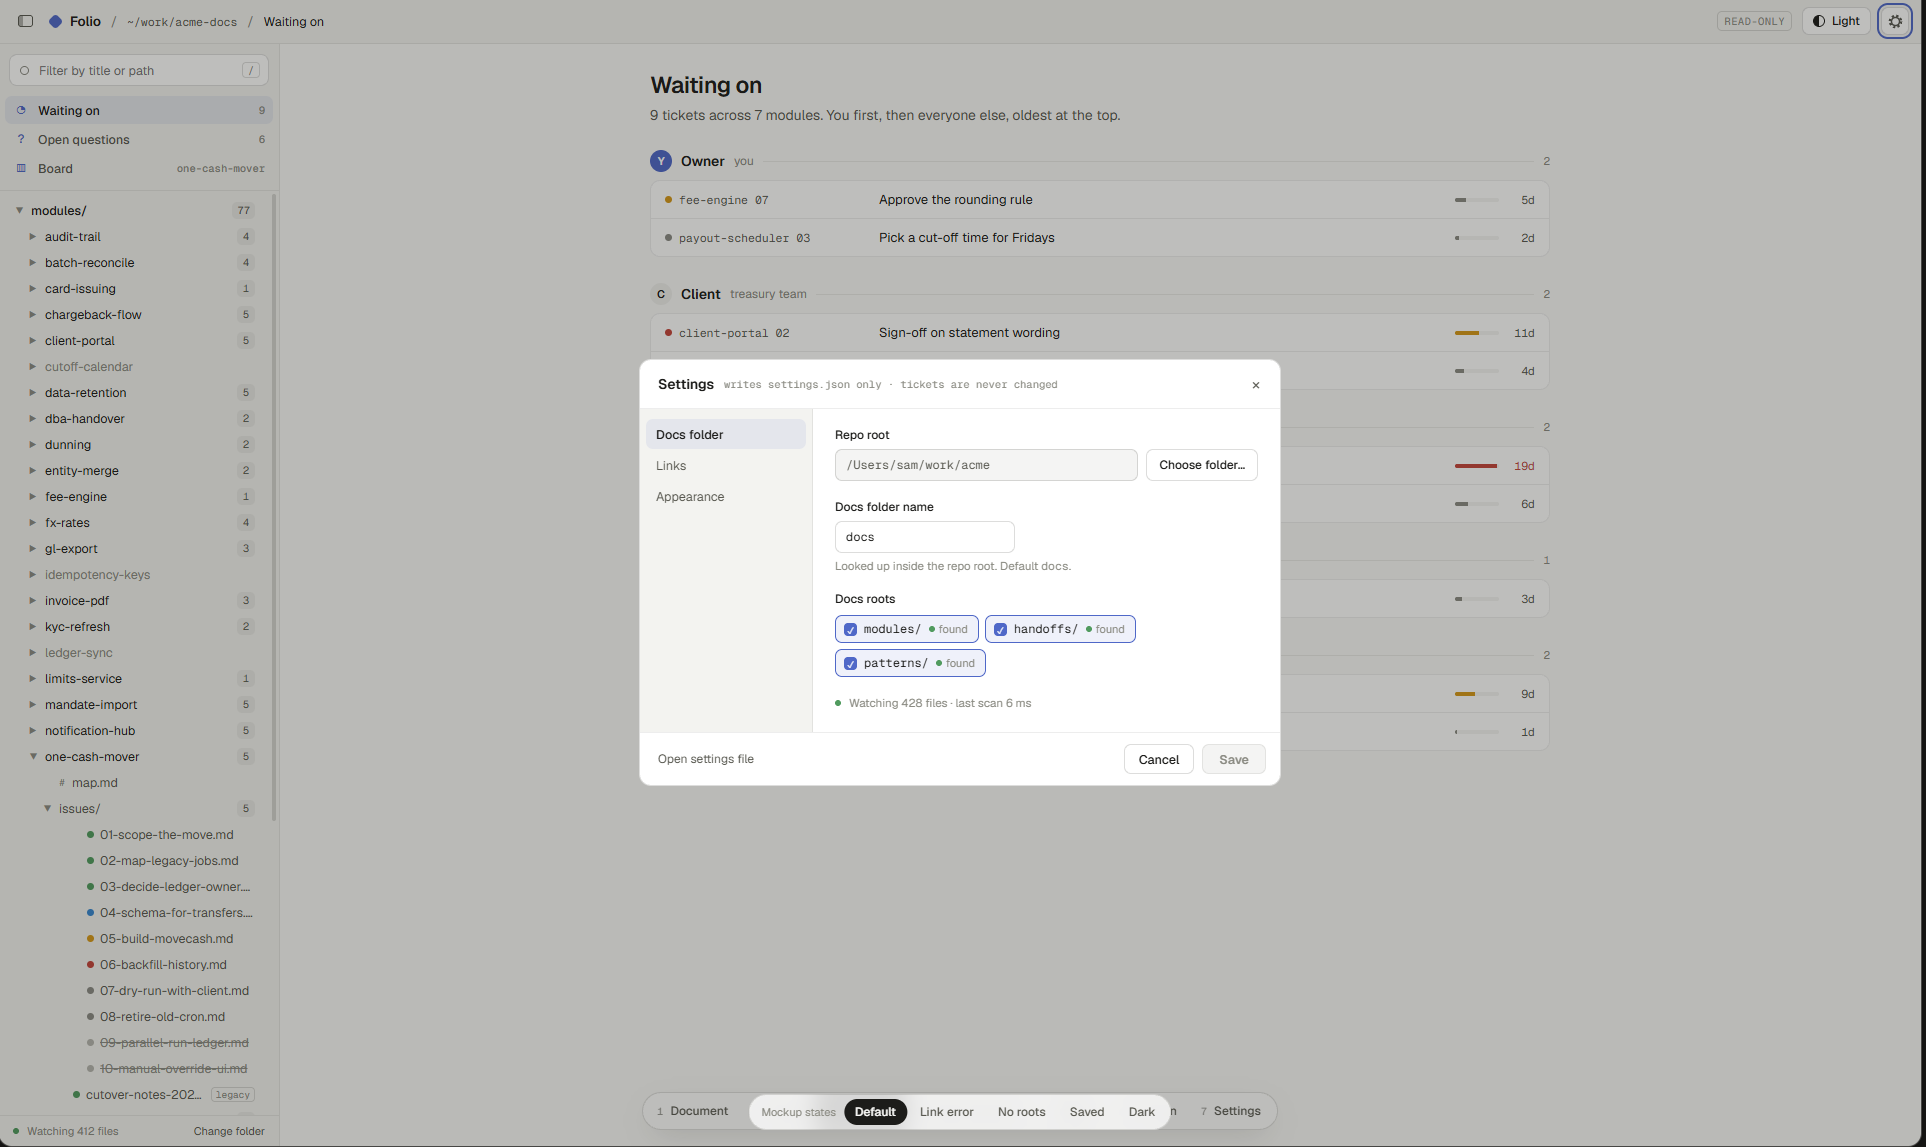 Folio / ~/work/acme-docs / Waiting on
READ-ONLY
Light
Filter by title or path /
Waiting on 9
? Open questions 6
Board one-cash-mover
modules/ 77
audit-trail 4
batch-reconcile 4
card-issuing 1
chargeback-flow 5
client-portal 5
cutoff-calendar
data-retention 5
dba-handover 2
dunning 2
entity-merge 2
fee-engine 1
fx-rates 4
gl-export 3
idempotency-keys
invoice-pdf 3
kyc-refresh 2
ledger-sync
limits-service 1
mandate-import 5
notification-hub 5
one-cash-mover 5
# map.md
issues/ 5
01-scope-the-move.md
02-map-legacy-jobs.md
03-decide-ledger-owner....
04-schema-for-transfers....
05-build-movecash.md
06-backfill-history.md
07-dry-run-with-client.md
08-retire-old-cron.md
09-parallel-run-ledger.md
10-manual-override-ui.md
cutover-notes-202... legacy
Watching 412 files Change folder
Waiting on
9 tickets across 7 modules. You first, then everyone else, oldest at the top.
Y Owner you 2
fee-engine 07 Approve the rounding rule 5d
payout-scheduler 03 Pick a cut-off time for Fridays 2d
C Client treasury team 2
client-portal 02 Sign-off on statement wording 11d
4d
2
19d
6d
1
3d
2
9d
1d
Settings writes settings.json only · tickets are never changed ×
Docs folder
Links
Appearance
Repo root
/Users/sam/work/acme Choose folder…
Docs folder name
docs
Looked up inside the repo root. Default docs.
Docs roots
modules/ found handoffs/ found
patterns/ found
Watching 428 files · last scan 6 ms
Open settings file Cancel Save
1 Document
Mockup states Default Link error No roots Saved Dark
n 7 Settings